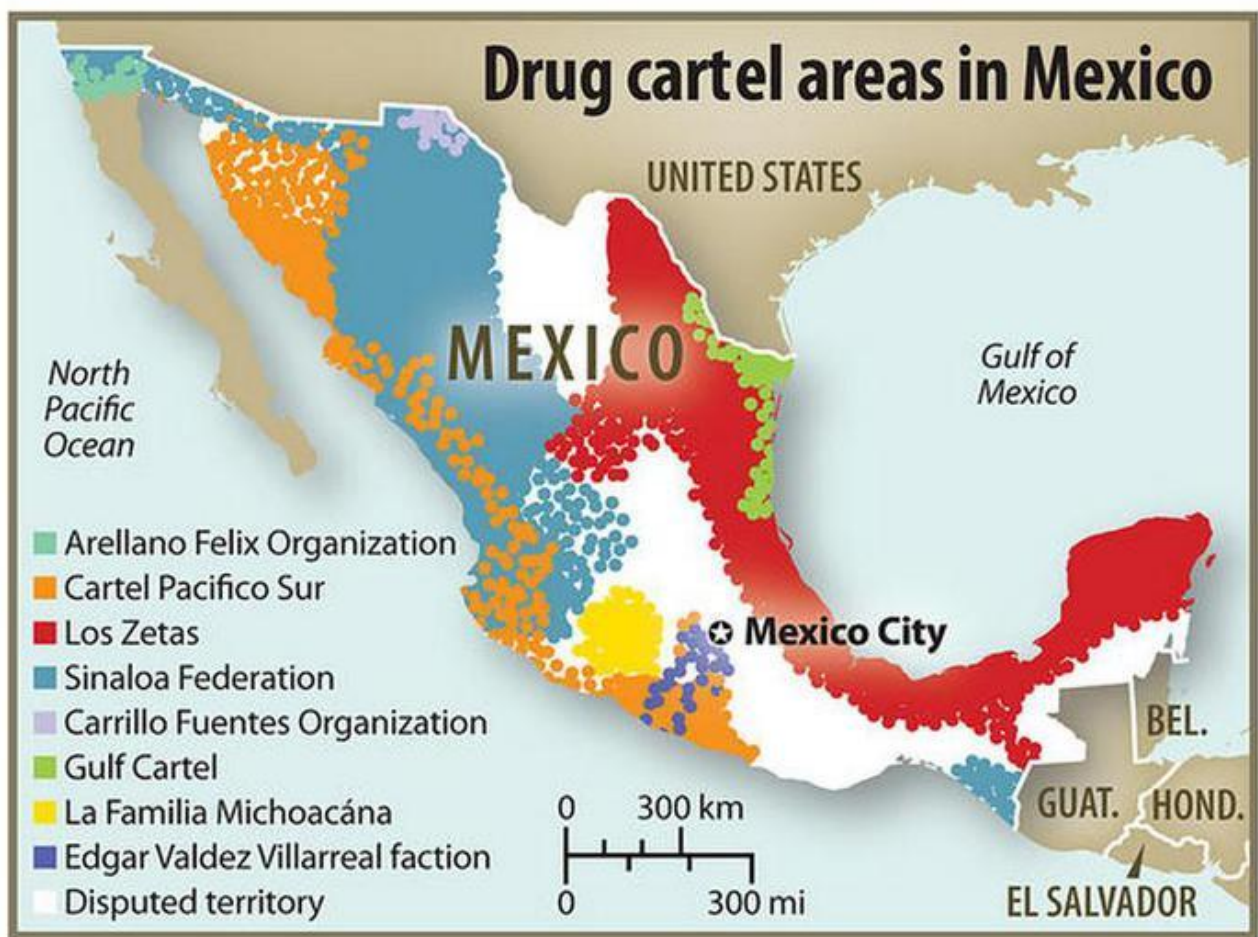 Drug cartel areas in Mexico
UNITED STATES
MEXICO
North
Pacific
Ocean
Gulf of
Mexico
Arellano Felix Organization
Cartel Pacifico Sur
Los Zetas
Sinaloa Federation
Carrillo Fuentes Organization
Gulf Cartel
La Familia Michoacána
Edgar Valdez Villarreal faction
Disputed territory
Mexico City
BEL.
GUAT.
HOND.
EL SALVADOR
0 300 km
0 300 mi